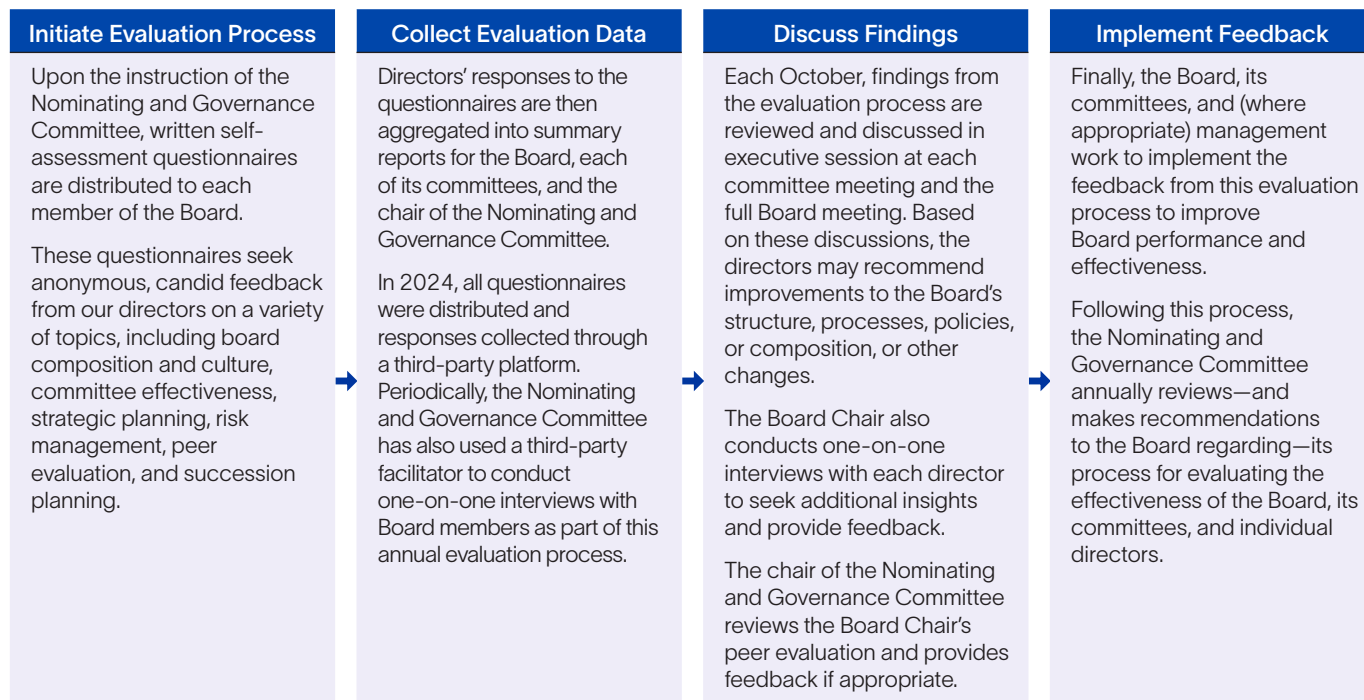 Initiate Evaluation Process
Upon the instruction of the
Nominating and Governance
Committee, written self-
assessment questionnaires
are distributed to each
member of the Board.
These questionnaires seek
anonymous, candid feedback
from our directors on a variety
of topics, including board
composition and culture,
committee effectiveness,
strategic planning, risk
management, peer
evaluation, and succession
planning.
Collect Evaluation Data
Directors’ responses to the
questionnaires are then
aggregated into summary
reports for the Board, each
of its committees, and the
chair of the Nominating and
Governance Committee.
In 2024, all questionnaires
were distributed and
responses collected through
a third-party platform.
Periodically, the Nominating
and Governance Committee
has also used a third-party
facilitator to conduct
one-on-one interviews with
Board members as part of this
annual evaluation process.
Discuss Findings
Each October, findings from
the evaluation process are
reviewed and discussed in
executive session at each
committee meeting and the
full Board meeting. Based
on these discussions, the
directors may recommend
improvements to the Board’s
structure, processes, policies,
or composition, or other
changes.
The Board Chair also
conducts one-on-one
interviews with each director
to seek additional insights
and provide feedback.
The chair of the Nominating
and Governance Committee
reviews the Board Chair’s
peer evaluation and provides
feedback if appropriate.
Implement Feedback
Finally, the Board, its
committees, and (where
appropriate) management
work to implement the
feedback from this evaluation
process to improve
Board performance and
effectiveness.
Following this process,
the Nominating and
Governance Committee
annually reviews—and
makes recommendations
to the Board regarding—its
process for evaluating the
effectiveness of the Board, its
committees, and individual
directors.